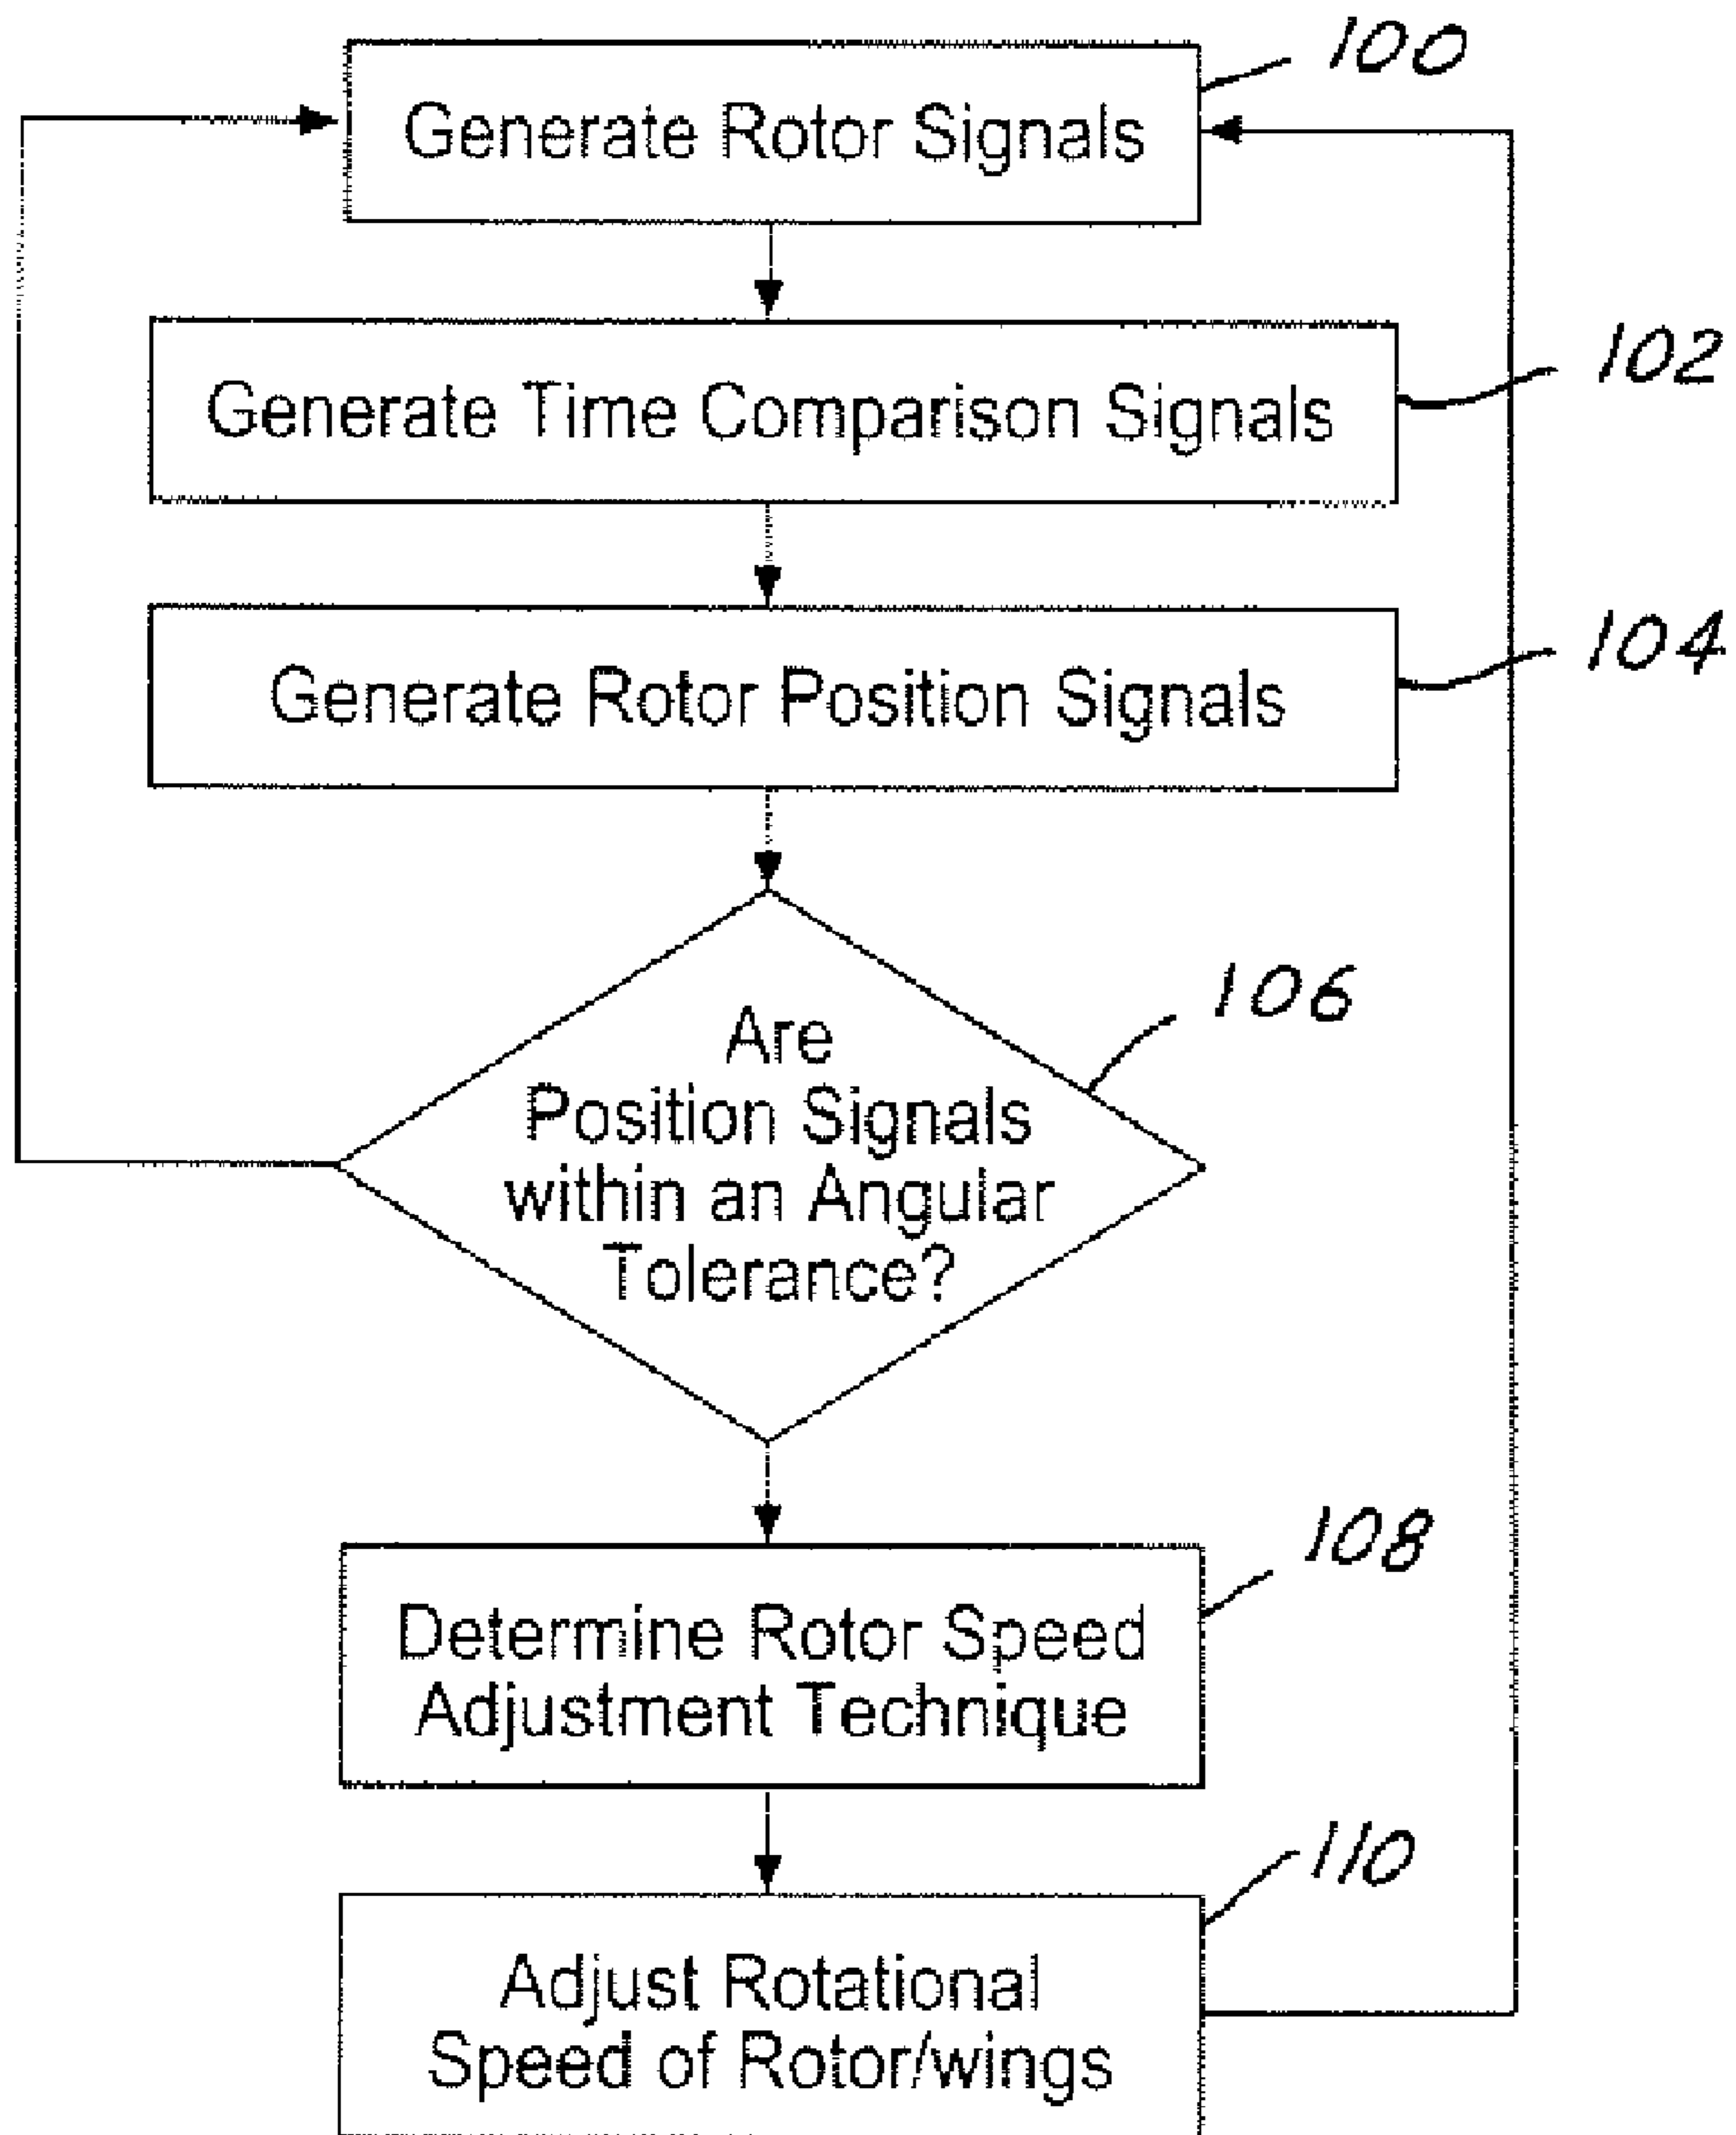 100
Generate Rotor Signals
102
Generate Time Comparison Signals
104
Generate Rotor Position Signals
106
Are
Position Signals
within an Angular
Tolerance?
108
Determine Rotor Speed
Adjustment Technique
110
Adjust Rotational
Speed of Rotor/wings